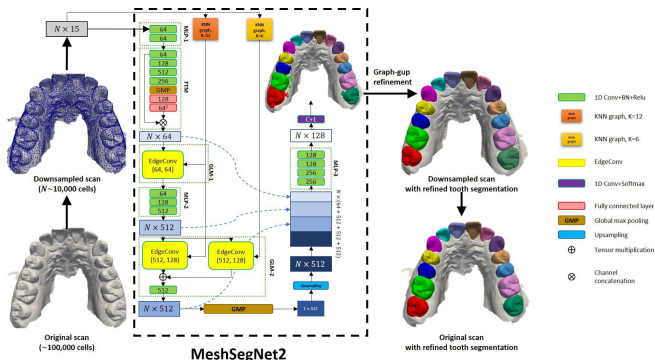 N × 15
Downsampled scan
(N~10,000 cells)
Original scan
(~100,000 cells)
64
64
MLP-1
64
128
512
256
GMP
128
64²
FTM
N × 64
EdgeConv
(64, 64)
GLM-1
64
128
512
MLP-2
N × 512
EdgeConv
(512, 128)
EdgeConv
(512, 128)
GLM-2
512
N × 512
GMP
1 × 512
Upsampling
N × 512
N × (64 + 512 + 512 + 512)
256
256
128
128
MLP-3
N × 128
C+1
KNN
graph,
K=12
KNN
graph,
K=6
MeshSegNet2
Graph-gup
refinement
Downsampled scan
with refined tooth segmentation
Original scan
with refined tooth segmentation
1D Conv+BN+Relu
KNN graph, K=12
KNN graph, K=6
EdgeConv
1D Conv+Softmax
Fully connected layer
GMP
Global max pooling
Upsampling
Tensor multiplication
Channel
concatenation